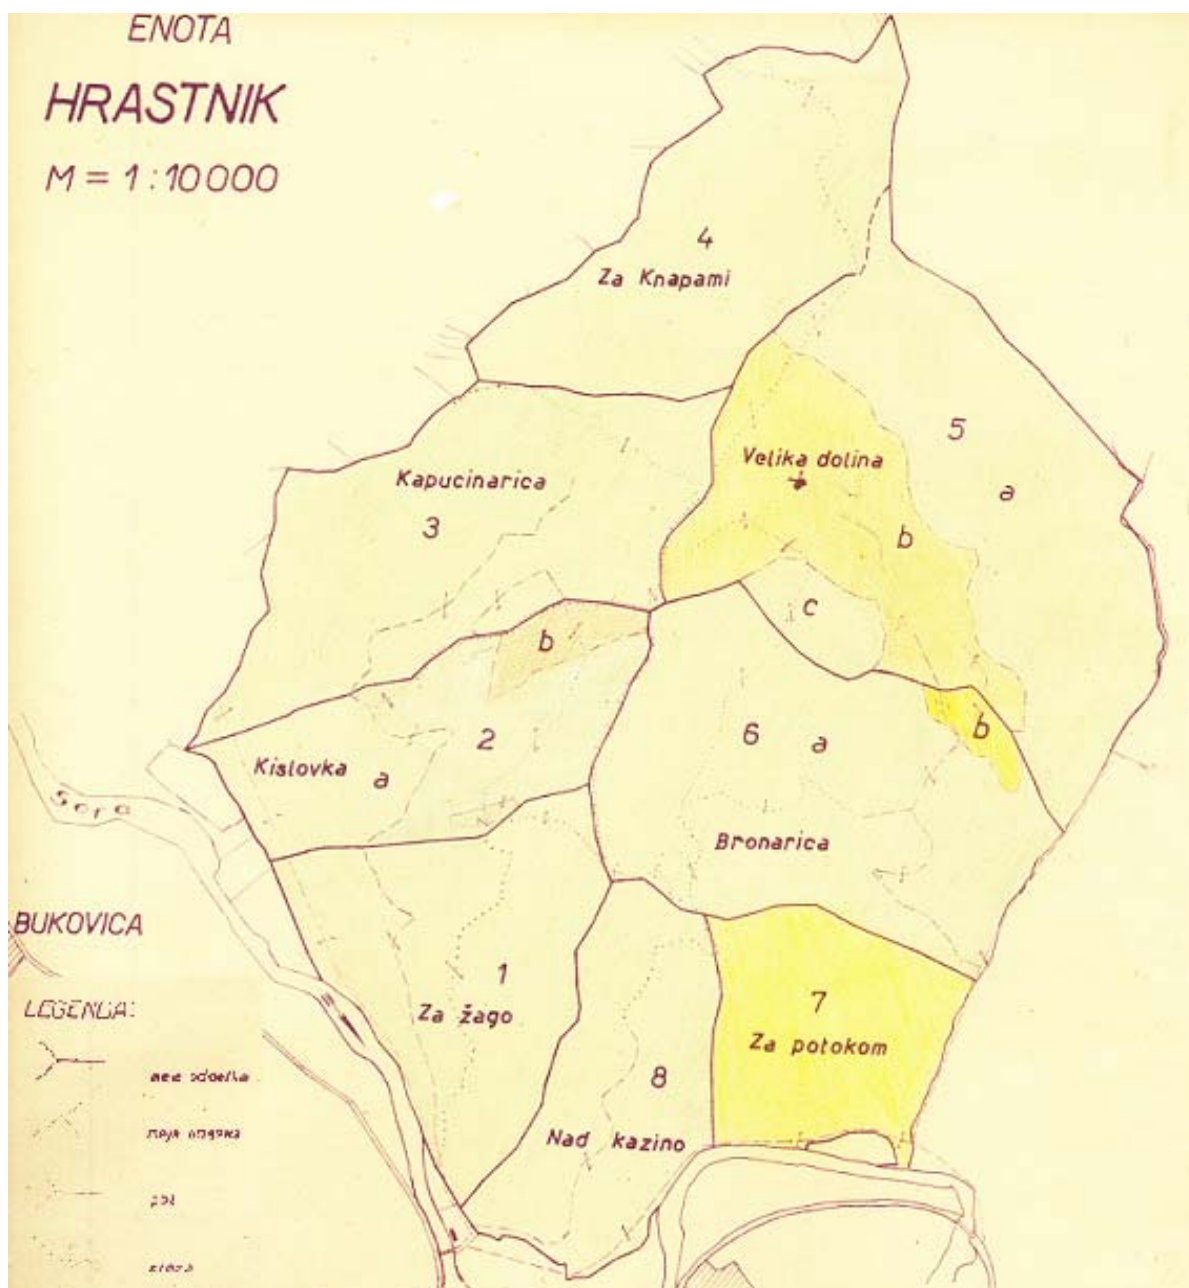 ENOTA
HRASTNIK
M = 1:10000
4
Za Knapami
5
a
Velika dolina
b
c
Kapucinarica
3
b
2
Kislovka a
6 a
b
Bronarica
Sora
BUKOVICA
1
Za žago
7
Za potokom
8
Nad kazino
LEGENDA: